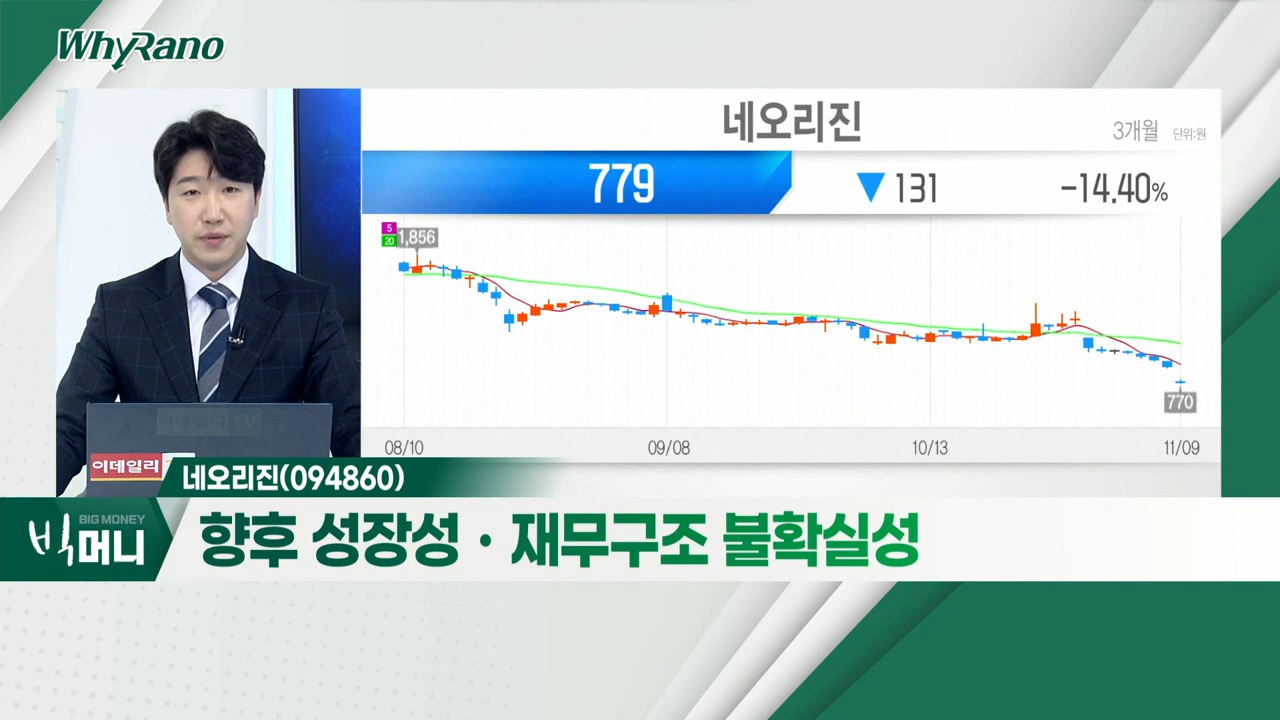 WhyRano
네오리진
3개월 단위:원
779 ▼ 131 -14.40%
5
20
1,856
770
08/10 09/08 10/13 11/09
이데일리
네오리진(094860)
BIG MONEY
빅머니
향후 성장성·재무구조 불확실성